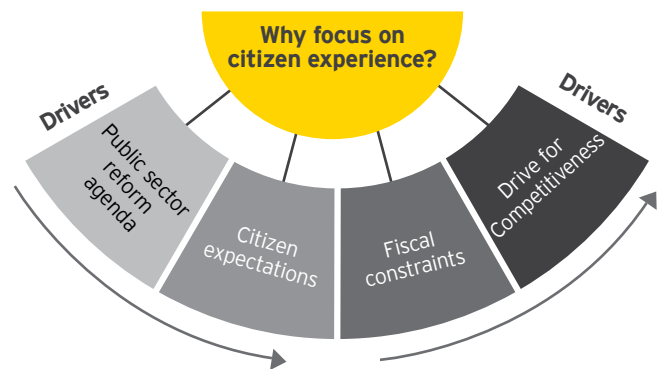 Why focus on
citizen experience?
Drivers
Drivers
Public sector
reform
agenda
Citizen
expectations
Fiscal
constraints
Drive for
Competitiveness